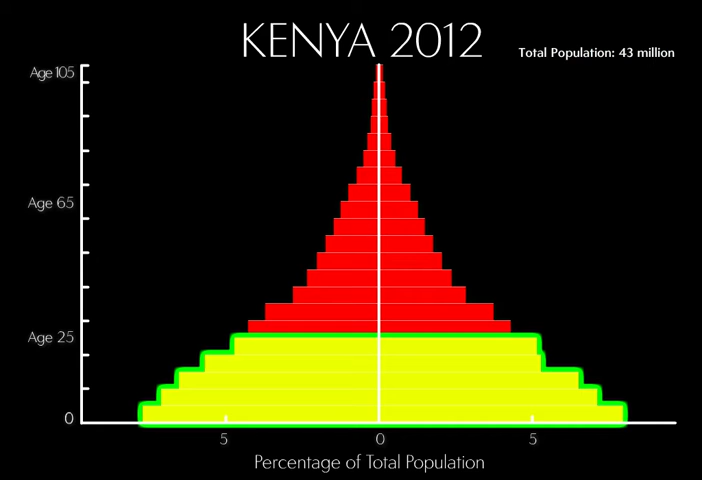 KENYA 2012
Total Population: 43 million
Age 105
Age 65
Age 25
0
5 0 5
Percentage of Total Population